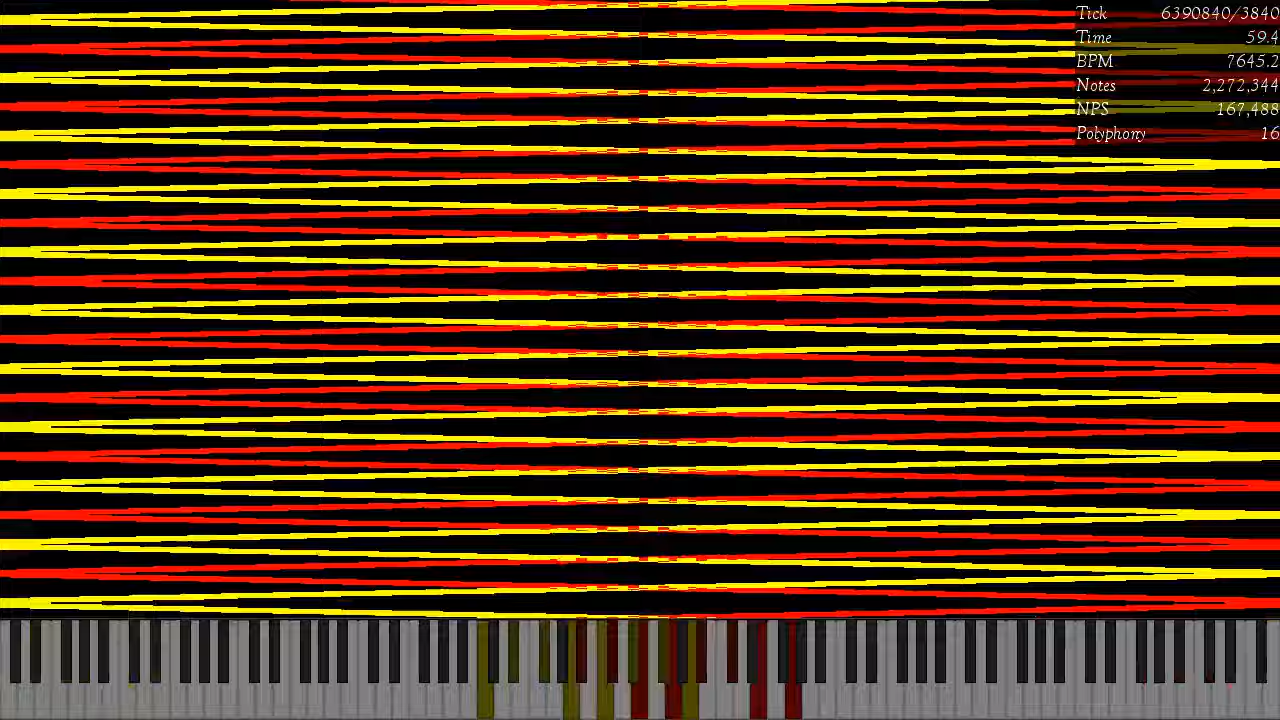 Tick 6390840/3840
Time 59.4
BPM 7645.2
Notes 2,272,344
NPS 167,488
Polyphony 16